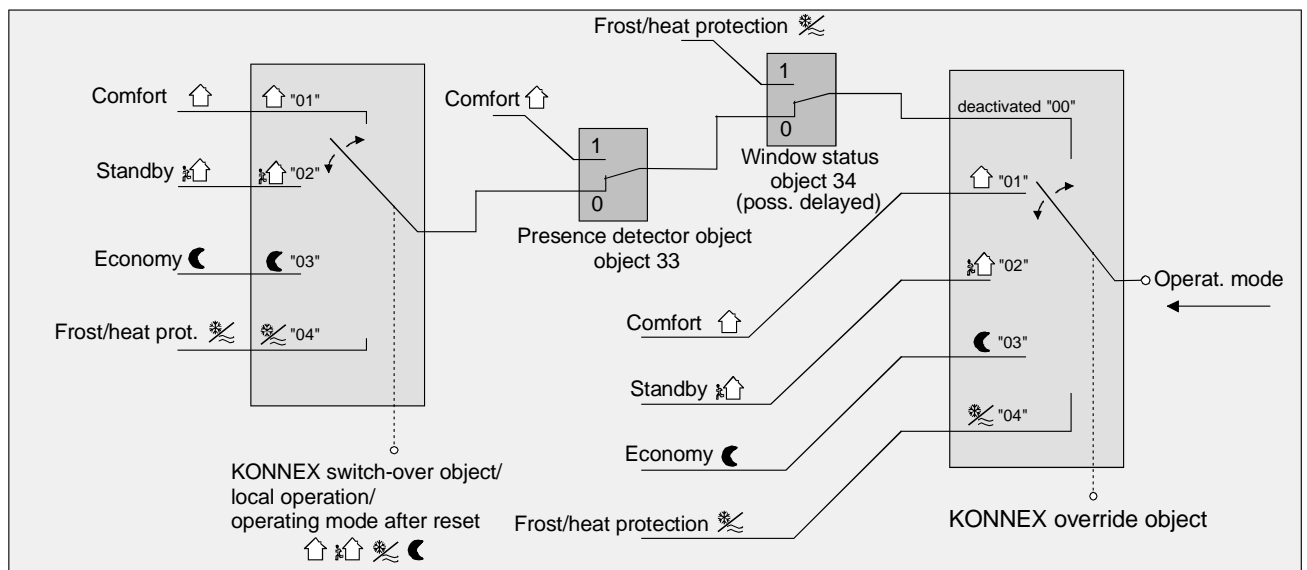 Frost/heat protection
1
0
Window status
object 34
(poss. delayed)
Comfort
1
0
Presence detector object
object 33
Comfort
"01"
Standby
"02"
Economy
"03"
Frost/heat prot.
"04"
KONNEX switch-over object/
local operation/
operating mode after reset
deactivated "00"
"01"
"02"
"03"
"04"
Comfort
Standby
Economy
Frost/heat protection
Operat. mode
KONNEX override object